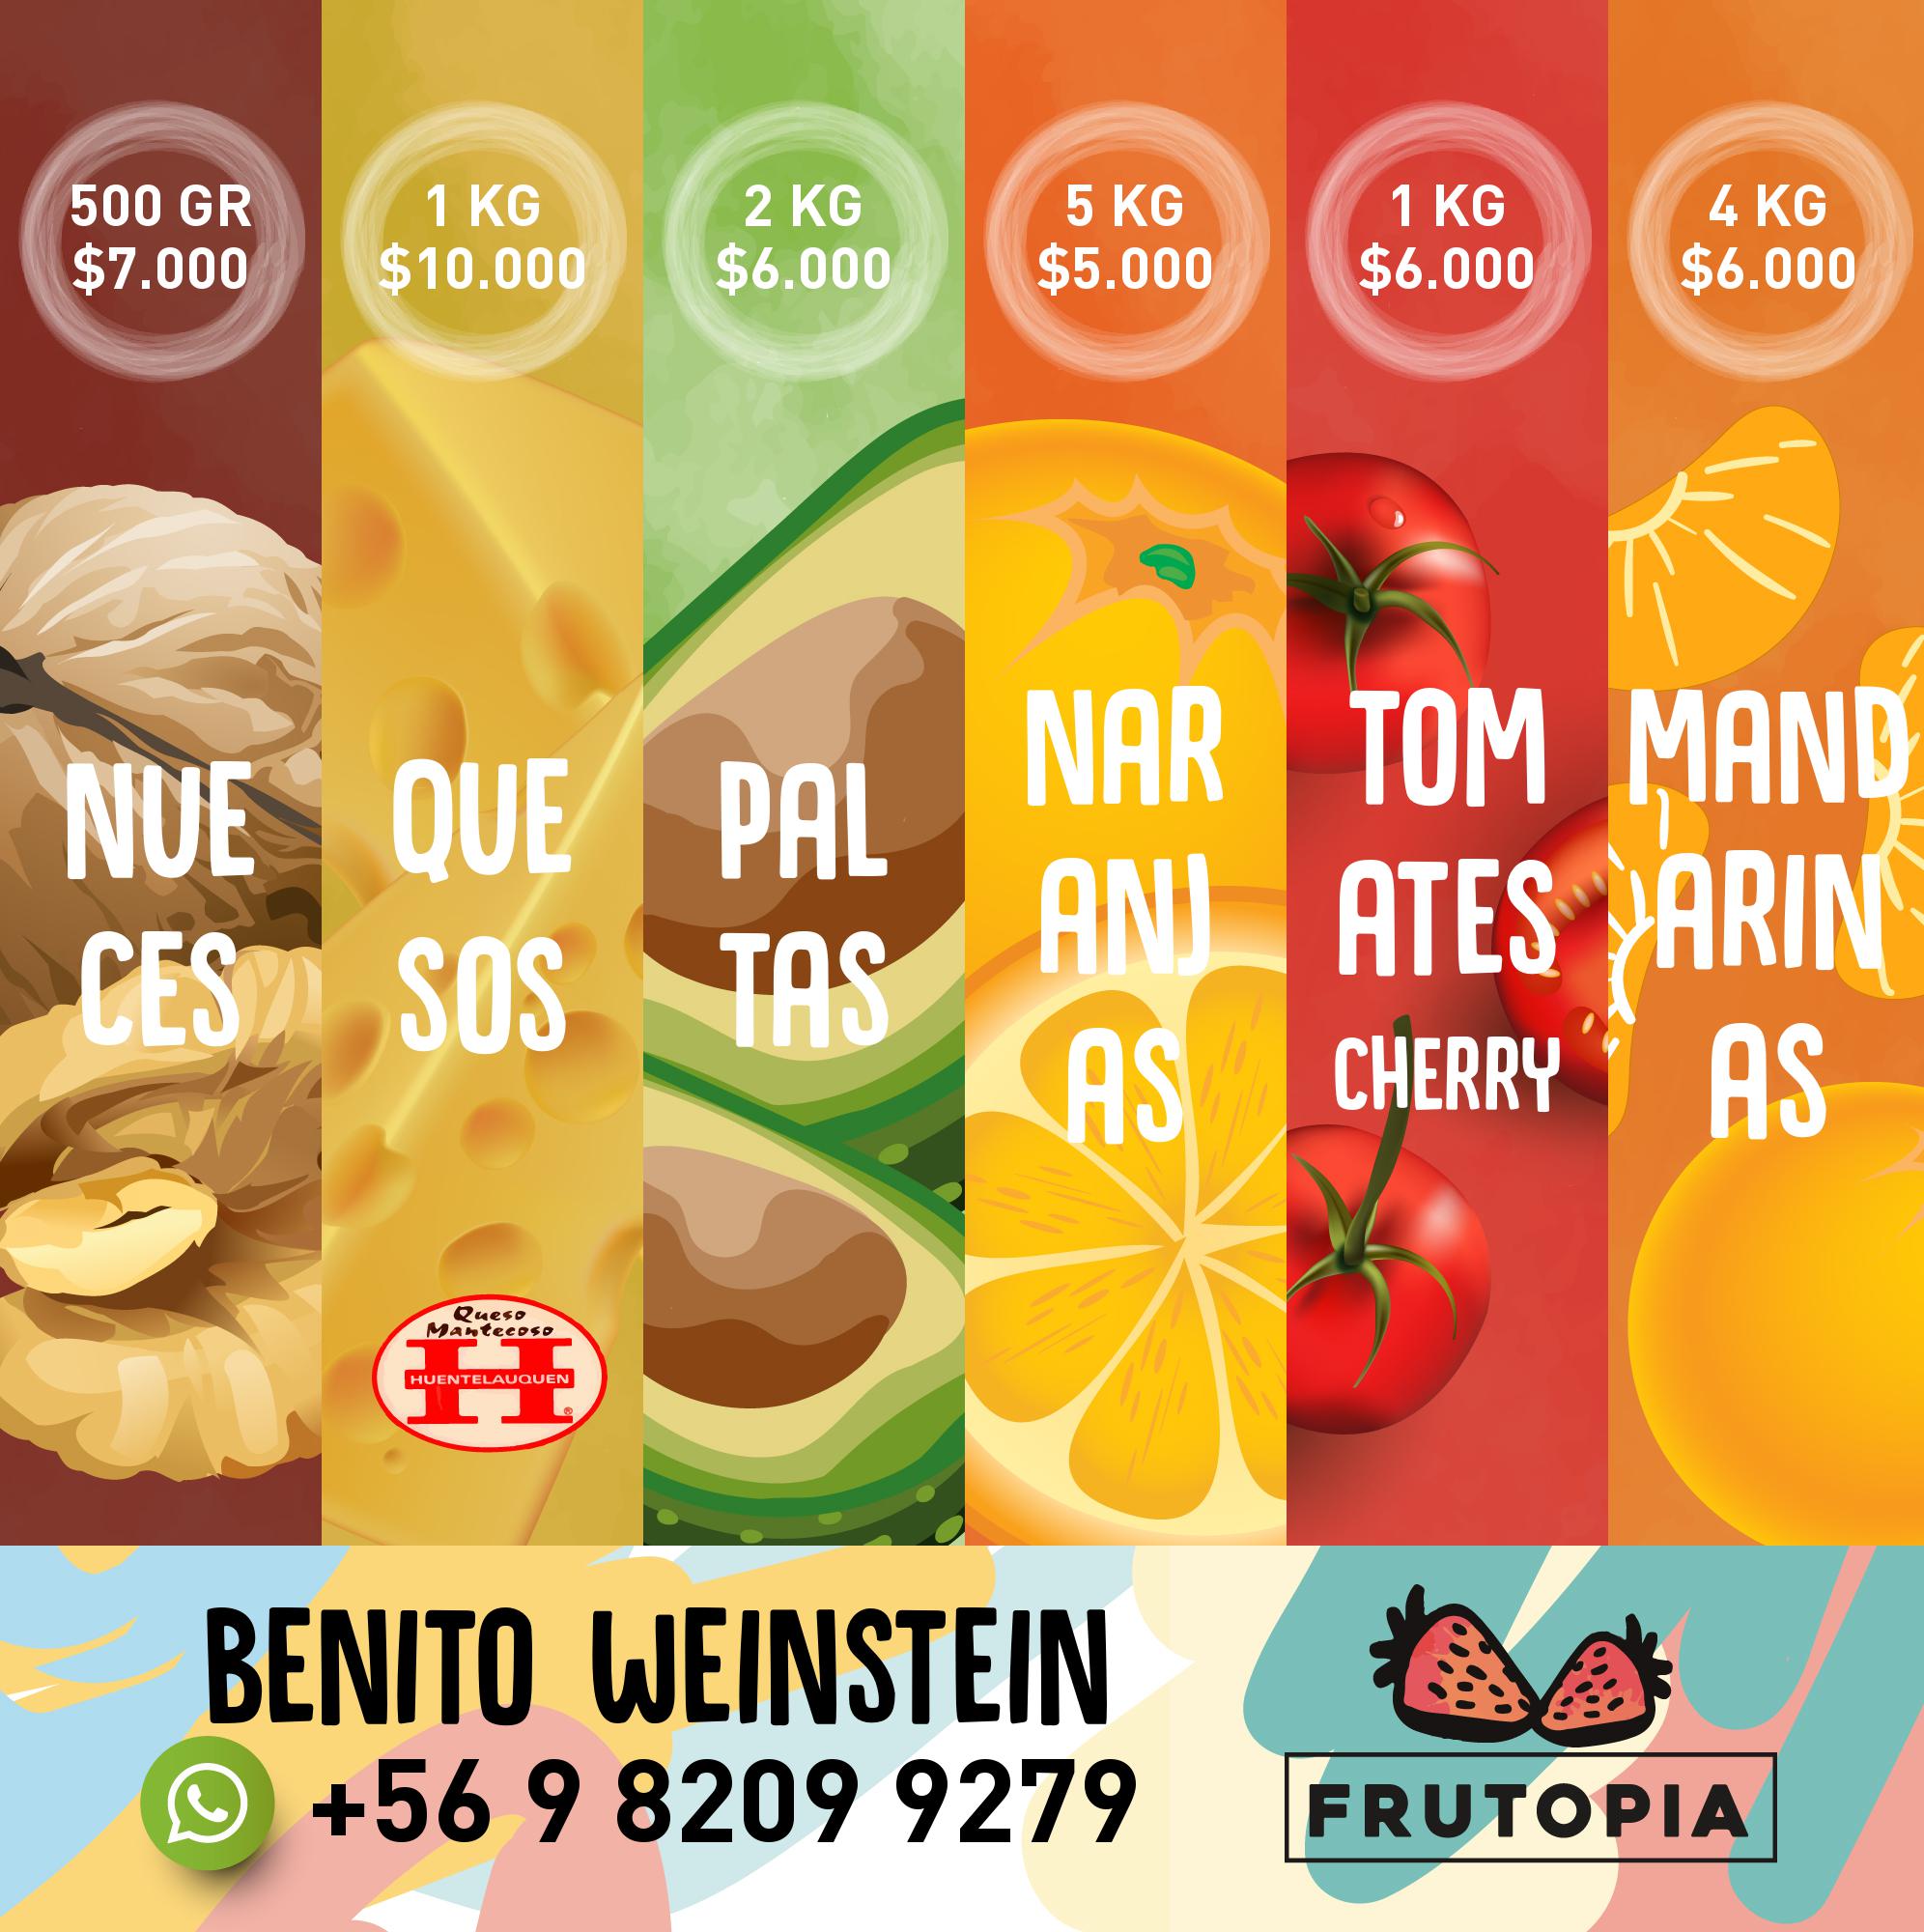 500 GR
$7.000
NUE
CES
1 KG
$10.000
QUE
SOS
Queso
Mantecoso
H
HUENTELAUQUEN
®
2 KG
$6.000
PAL
TAS
5 KG
$5.000
NAR
ANJ
AS
1 KG
$6.000
TOM
ATES
CHERRY
4 KG
$6.000
MAND
ARIN
AS
BENITO WEINSTEIN
+56 9 8209 9279
FRUTOPIA